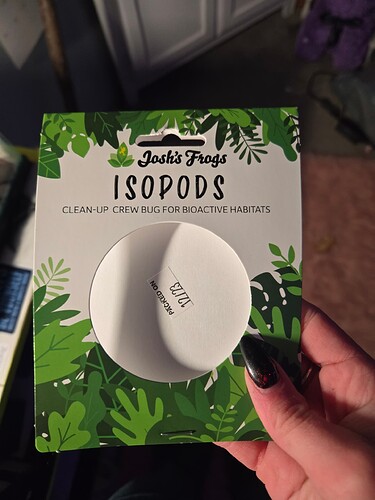 Josh's Frogs
ISOPODS
CLEAN-UP CREW BUG FOR BIOACTIVE HABITATS
PACKED ON
12/23